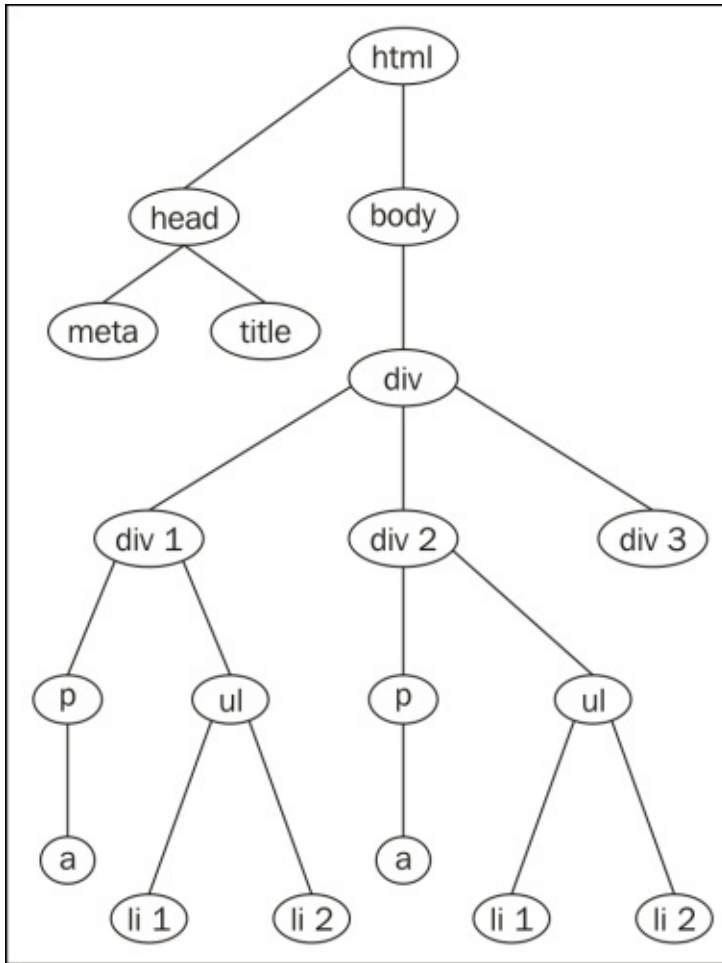 html
head body
meta title
div
div 1 div 2 div 3
p ul p ul
a a
li 1 li 2 li 1 li 2